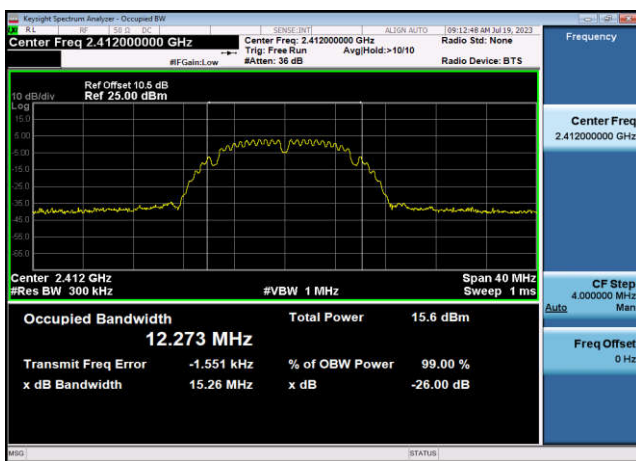 Keysight Spectrum Analyzer - Occupied BW
RL RF 50 Ω DC SENSE:INT ALIGN AUTO 09:12:48 AM Jul 19, 2023
Center Freq 2.412000000 GHz
Center Freq: 2.412000000 GHz
Radio Std: None
Trig: Free Run Avg|Hold:>10/10
#IFGain:Low
#Atten: 36 dB
Radio Device: BTS
Ref Offset 10.5 dB
10 dB/div Ref 25.00 dBm
Log
15.0
5.00
-5.00
-15.0
-25.0
-35.0
-45.0
-55.0
-65.0
Center 2.412 GHz Span 40 MHz
#Res BW 300 kHz #VBW 1 MHz Sweep 1 ms
Occupied Bandwidth Total Power 15.6 dBm
12.273 MHz
Transmit Freq Error -1.551 kHz % of OBW Power 99.00 %
x dB Bandwidth 15.26 MHz x dB -26.00 dB
MSG STATUS
Frequency
Center Freq
2.412000000 GHz
CF Step
4.000000 MHz
Auto Man
Freq Offset
0 Hz